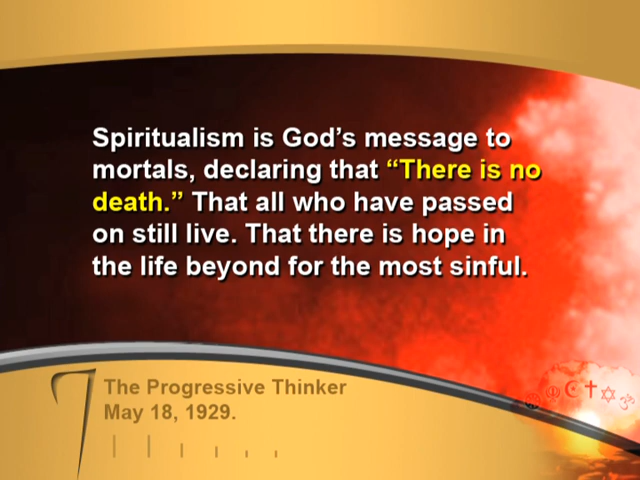 Spiritualism is God’s message to
mortals, declaring that “There is no
death.” That all who have passed
on still live. That there is hope in
the life beyond for the most sinful.
The Progressive Thinker
May 18, 1929.